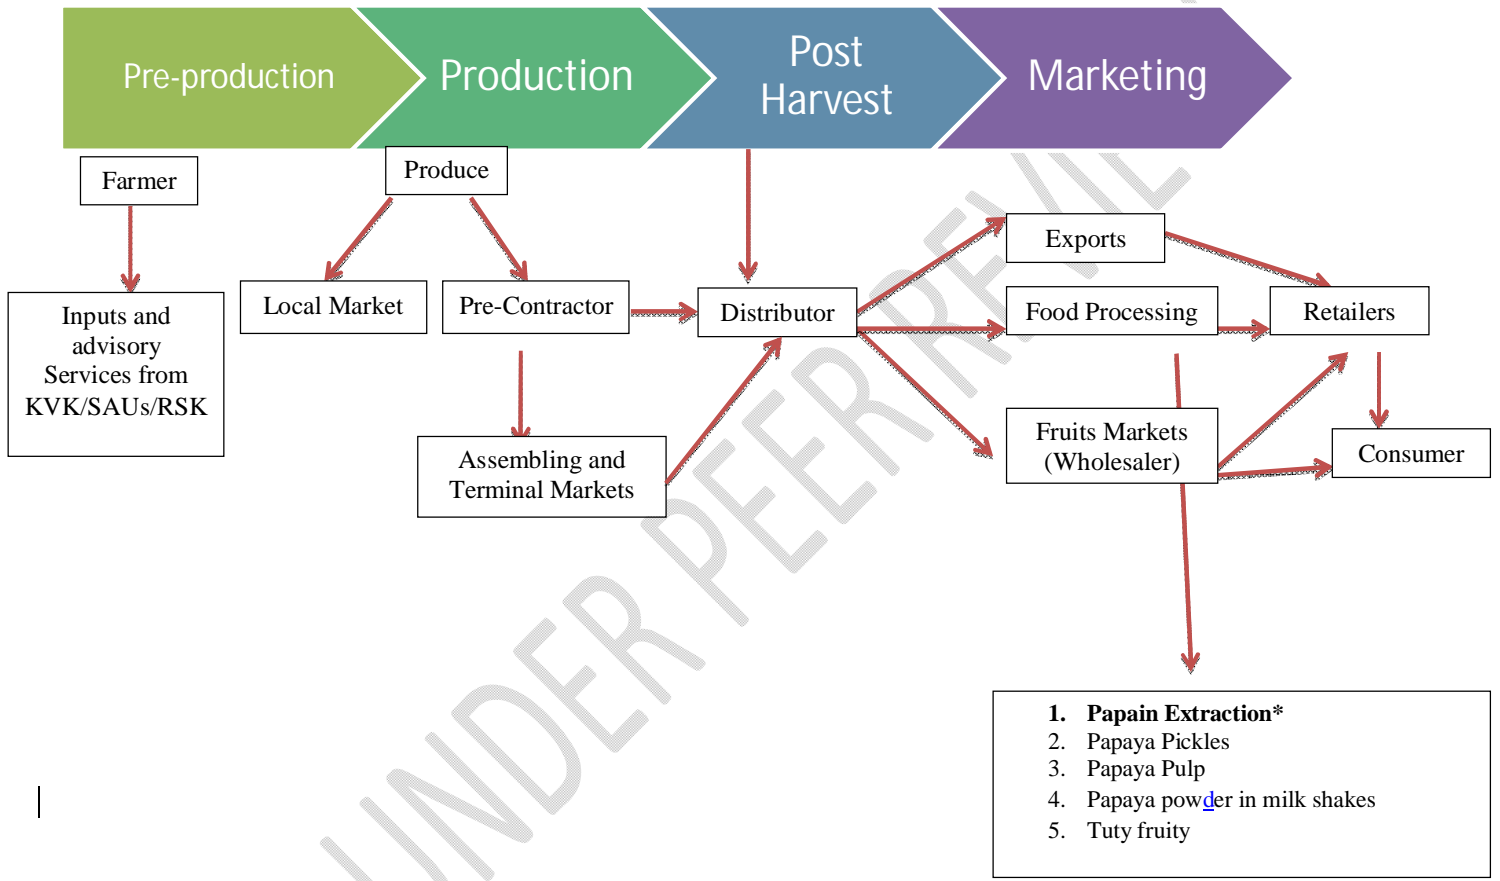 Pre-production
Production
Post
Harvest
Marketing
Farmer
Produce
Inputs and
advisory
Services from
KVK/SAUs/RSK
Local Market
Pre-Contractor
Assembling and
Terminal Markets
Distributor
Exports
Food Processing
Fruits Markets
(Wholesaler)
Retailers
Consumer
1. Papain Extraction*
2. Papaya Pickles
3. Papaya Pulp
4. Papaya powder in milk shakes
5. Tuty fruity
UNDER PEER REVIE